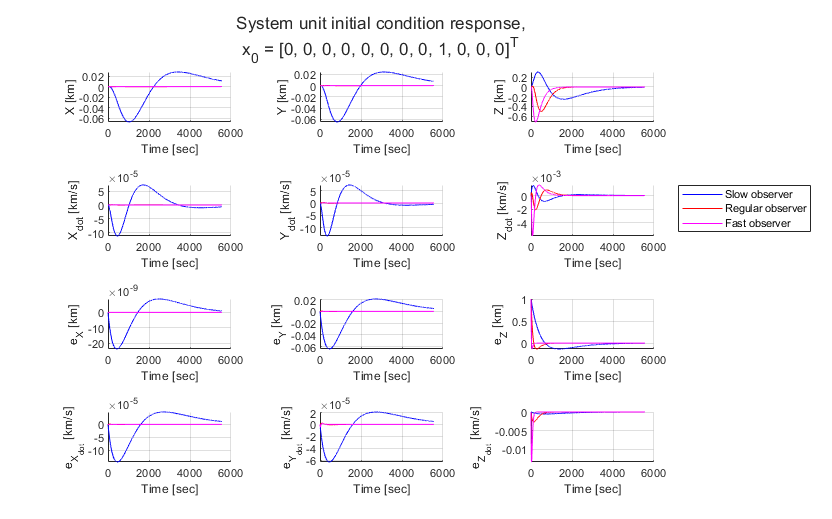 System unit initial condition response,
x0 = [0, 0, 0, 0, 0, 0, 0, 0, 1, 0, 0, 0]T
X [km]
0.02
0
-0.02
-0.04
-0.06
0 2000 4000 6000
Time [sec]
Y [km]
0.02
0
-0.02
-0.04
-0.06
0 2000 4000 6000
Time [sec]
Z [km]
0.2
0
-0.2
-0.4
-0.6
0 2000 4000 6000
Time [sec]
×10-5
Xdot [km/s]
5
0
-5
-10
0 2000 4000 6000
Time [sec]
×10-5
Ydot [km/s]
5
0
-5
-10
0 2000 4000 6000
Time [sec]
×10-3
Zdot [km/s]
0
-2
-4
0 2000 4000 6000
Time [sec]
Slow observer
Regular observer
Fast observer
×10-9
eX [km]
0
-10
-20
0 2000 4000 6000
Time [sec]
eY [km]
0.02
0
-0.02
-0.04
-0.06
0 2000 4000 6000
Time [sec]
eZ [km]
1
0.5
0
0 2000 4000 6000
Time [sec]
×10-5
eXdot [km/s]
5
0
-5
-10
0 2000 4000 6000
Time [sec]
×10-5
eYdot [km/s]
2
0
-2
-4
-6
0 2000 4000 6000
Time [sec]
eZdot [km/s]
0
-0.005
-0.01
0 2000 4000 6000
Time [sec]